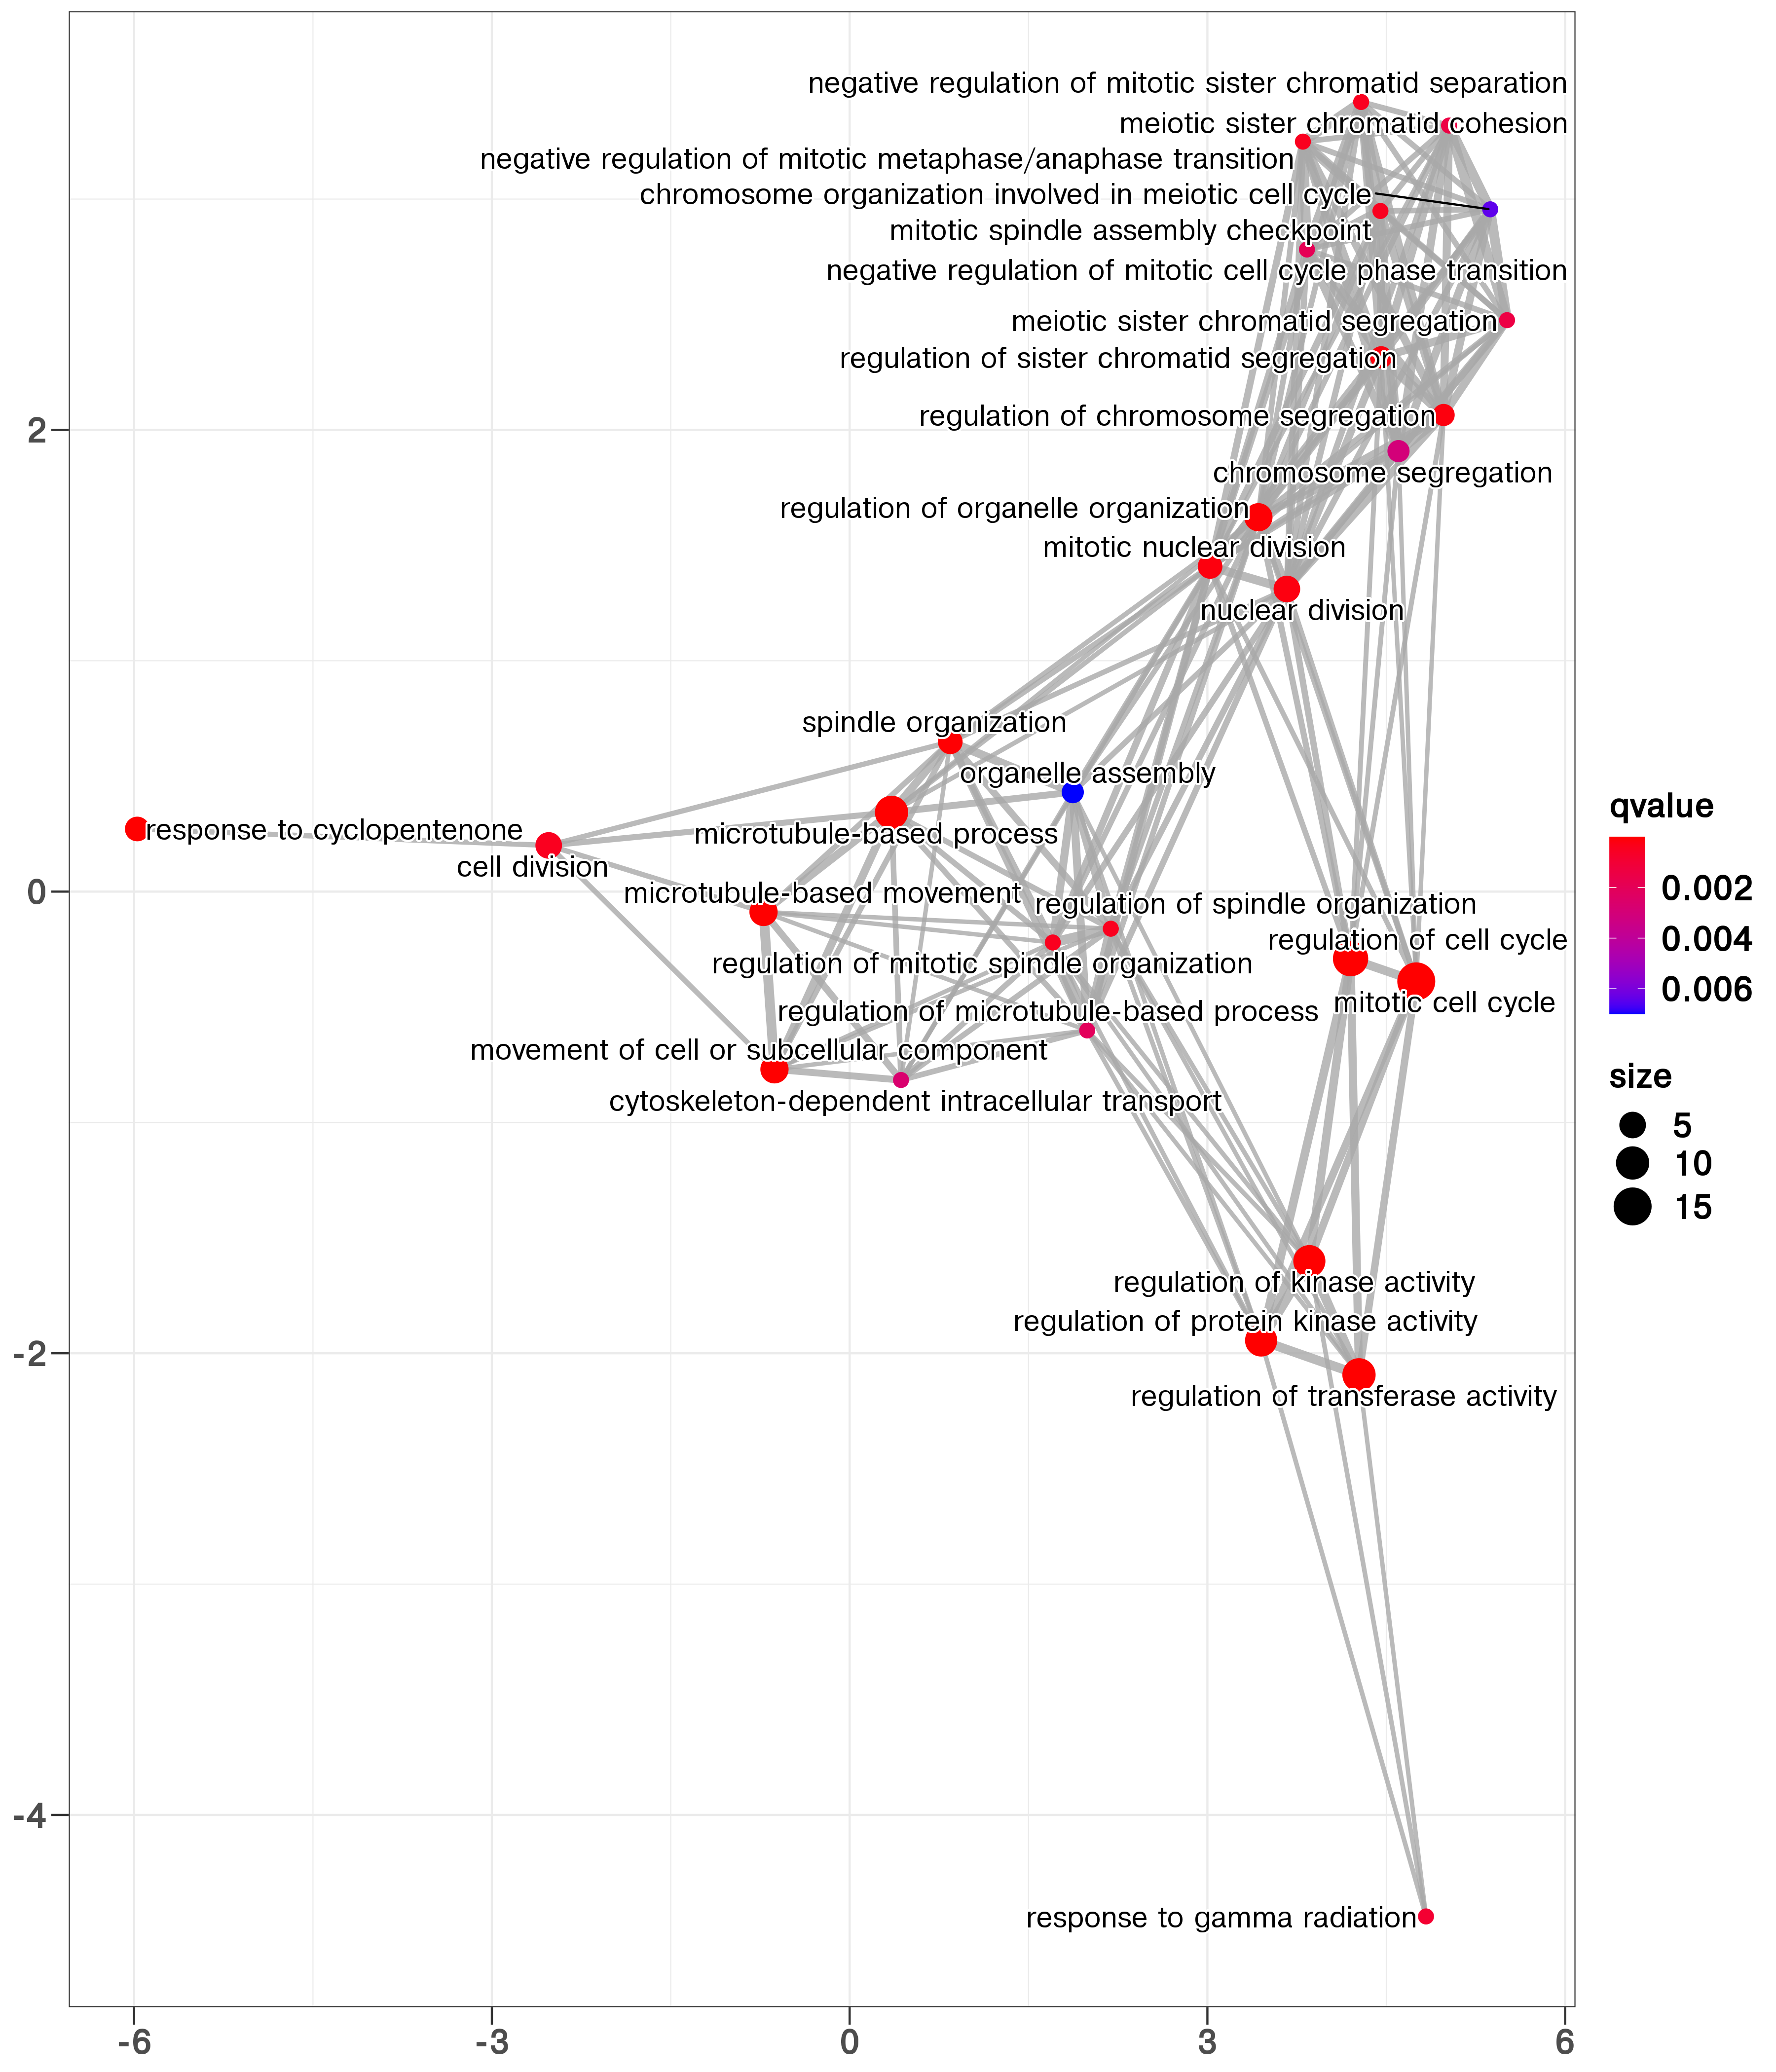 negative regulation of mitotic sister chromatid separation
meiotic sister chromatid cohesion
negative regulation of mitotic metaphase/anaphase transition
chromosome organization involved in meiotic cell cycle
mitotic spindle assembly checkpoint
negative regulation of mitotic cell cycle phase transition
meiotic sister chromatid segregation
regulation of sister chromatid segregation
regulation of chromosome segregation
2
chromosome segregation
regulation of organelle organization
mitotic nuclear division
nuclear division
spindle organization
organelle assembly
response to cyclopentenone
microtubule-based process
cell division
0
microtubule-based movement
regulation of spindle organization
regulation of cell cycle
regulation of mitotic spindle organization
mitotic cell cycle
regulation of microtubule-based process
movement of cell or subcellular component
cytoskeleton-dependent intracellular transport
regulation of kinase activity
regulation of protein kinase activity
-2
regulation of transferase activity
-4
response to gamma radiation
-6
-3
0
3
6
qvalue
0.002
0.004
0.006
size
5
10
15